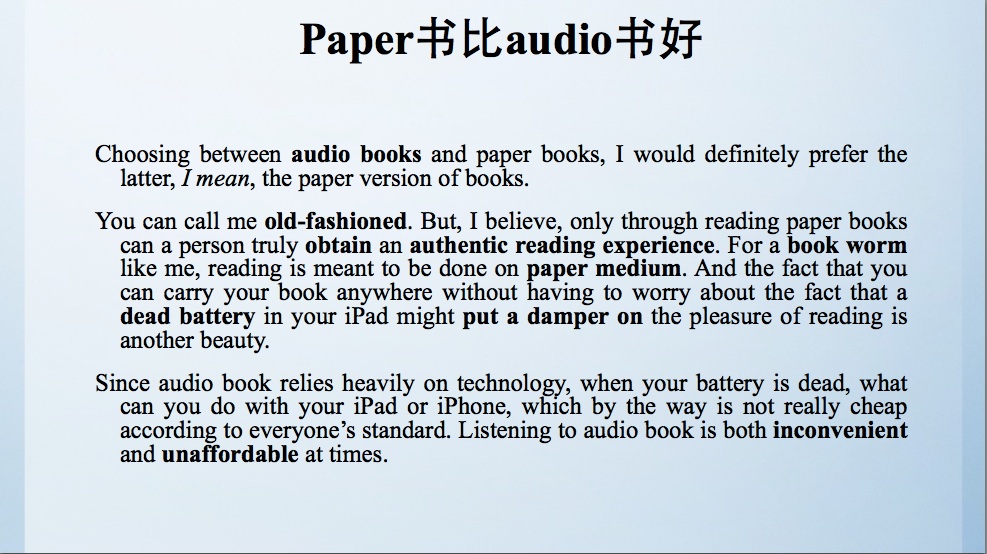 Paper书比audio书好
Choosing between audio books and paper books, I would definitely prefer the
latter, I mean, the paper version of books.
You can call me old-fashioned. But, I believe, only through reading paper books
can a person truly obtain an authentic reading experience. For a book worm
like me, reading is meant to be done on paper medium. And the fact that you
can carry your book anywhere without having to worry about the fact that a
dead battery in your iPad might put a damper on the pleasure of reading is
another beauty.
Since audio book relies heavily on technology, when your battery is dead, what
can you do with your iPad or iPhone, which by the way is not really cheap
according to everyone’s standard. Listening to audio book is both inconvenient
and unaffordable at times.